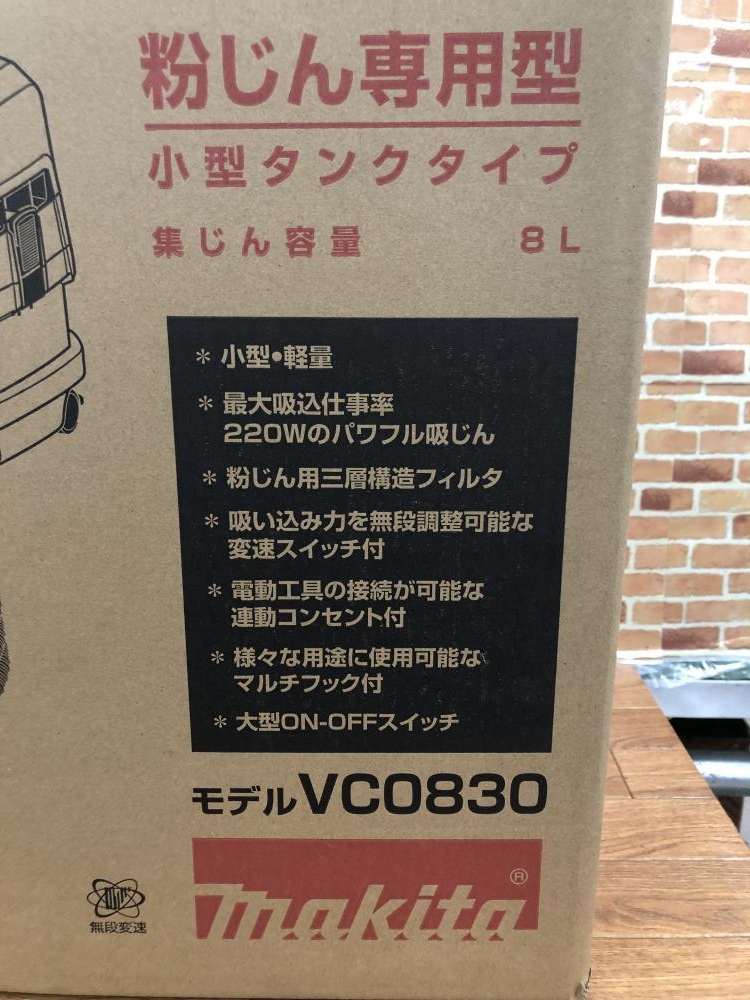 粉じん専用型
小型タンクタイプ
集じん容量 8L
＊ 小型・軽量
＊ 最大吸込仕事率
220Wのパワフル吸じん
＊ 粉じん用三層構造フィルタ
＊ 吸い込み力を無段調整可能な
変速スイッチ付
＊ 電動工具の接続が可能な
連動コンセント付
＊ 様々な用途に使用可能な
マルチフック付
＊ 大型ON-OFFスイッチ
モデル VC0830
makita ®
無段変速